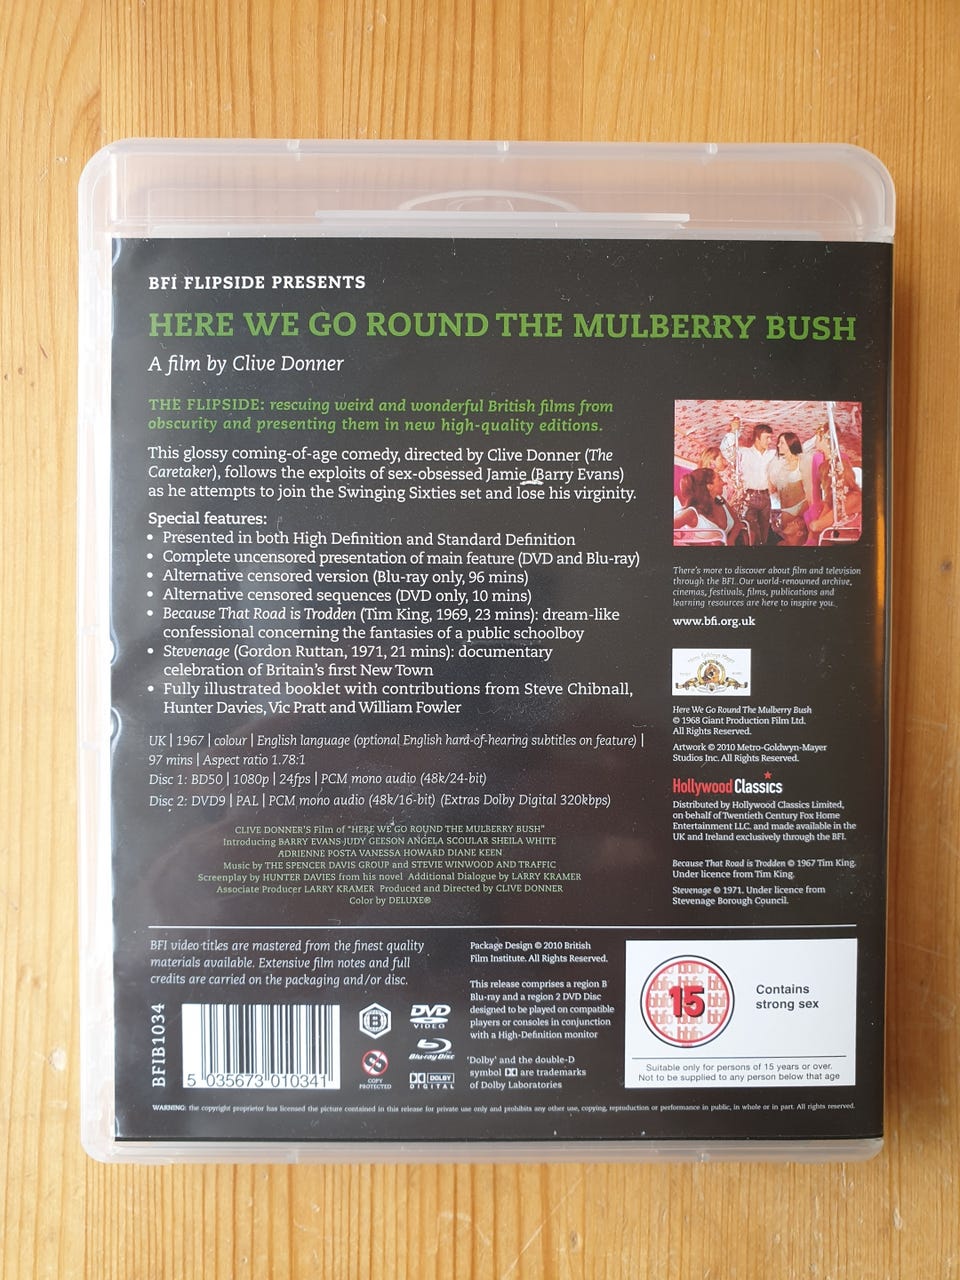 BFI FLIPSIDE PRESENTS
HERE WE GO ROUND THE MULBERRY BUSH
A film by Clive Donner
THE FLIPSIDE: rescuing weird and wonderful British films from
obscurity and presenting them in new high-quality editions.
This glossy coming-of-age comedy, directed by Clive Donner (The
Caretaker), follows the exploits of sex-obsessed Jamie (Barry Evans)
as he attempts to join the Swinging Sixties set and lose his virginity.
Special features:
• Presented in both High Definition and Standard Definition
• Complete uncensored presentation of main feature (DVD and Blu-ray)
• Alternative censored version (Blu-ray only, 96 mins)
• Alternative censored sequences (DVD only, 10 mins)
• Because That Road is Trodden (Tim King, 1969, 23 mins): dream-like
confessional concerning the fantasies of a public schoolboy
• Stevenage (Gordon Ruttan, 1971, 21 mins): documentary
celebration of Britain's first New Town
• Fully illustrated booklet with contributions from Steve Chibnall,
Hunter Davies, Vic Pratt and William Fowler
UK | 1967 | colour | English language (optional English hard-of-hearing subtitles on feature) |
97 mins | Aspect ratio 1.78:1
Disc 1: BD50 | 1080p | 24fps | PCM mono audio (48k/24-bit)
Disc 2: DVD9 | PAL | PCM mono audio (48k/16-bit) (Extras Dolby Digital 320kbps)
CLIVE DONNER'S Film of "HERE WE GO ROUND THE MULBERRY BUSH"
Introducing BARRY EVANS·JUDY GEESON ANGELA SCOULAR SHEILA WHITE
ADRIENNE POSTA VANESSA HOWARD DIANE KEEN
Music by THE SPENCER DAVIS GROUP and STEVIE WINWOOD AND TRAFFIC
Screenplay by HUNTER DAVIES from his novel Additional Dialogue by LARRY KRAMER
Associate Producer LARRY KRAMER Produced and Directed by CLIVE DONNER
Color by DELUXE®
There's more to discover about film and television
through the BFI. Our world-renowned archive,
cinemas, festivals, films, publications and
learning resources are here to inspire you.
www.bfi.org.uk
Here We Go Round The Mulberry Bush
© 1968 Giant Production Film Ltd.
All Rights Reserved.
Artwork © 2010 Metro-Goldwyn-Mayer
Studios Inc. All Rights Reserved.
Hollywood Classics
Distributed by Hollywood Classics Limited,
on behalf of Twentieth Century Fox Home
Entertainment LLC. and made available in the
UK and Ireland exclusively through the BFI.
Because That Road is Trodden © 1967 Tim King.
Under licence from Tim King.
Stevenage © 1971. Under licence from
Stevenage Borough Council.
BFI video titles are mastered from the finest quality
materials available. Extensive film notes and full
credits are carried on the packaging and/or disc.
BFIB1034
5 035673 010341
B
COPY
PROTECTED
DVD
VIDEO
Blu-ray Disc
DOLBY
DIGITAL
Package Design © 2010 British
Film Institute. All Rights Reserved.
This release comprises a region B
Blu-ray and a region 2 DVD Disc
designed to be played on compatible
players or consoles in conjunction
with a High-Definition monitor
'Dolby' and the double-D
symbol are trademarks
of Dolby Laboratories
bbfc
15
Contains
strong sex
Suitable only for persons of 15 years or over.
Not to be supplied to any person below that age
WARNING: the copyright proprietor has licensed the picture contained in this release for private use only and prohibits any other use, copying, reproduction or performance in public, in whole or in part. All rights reserved.